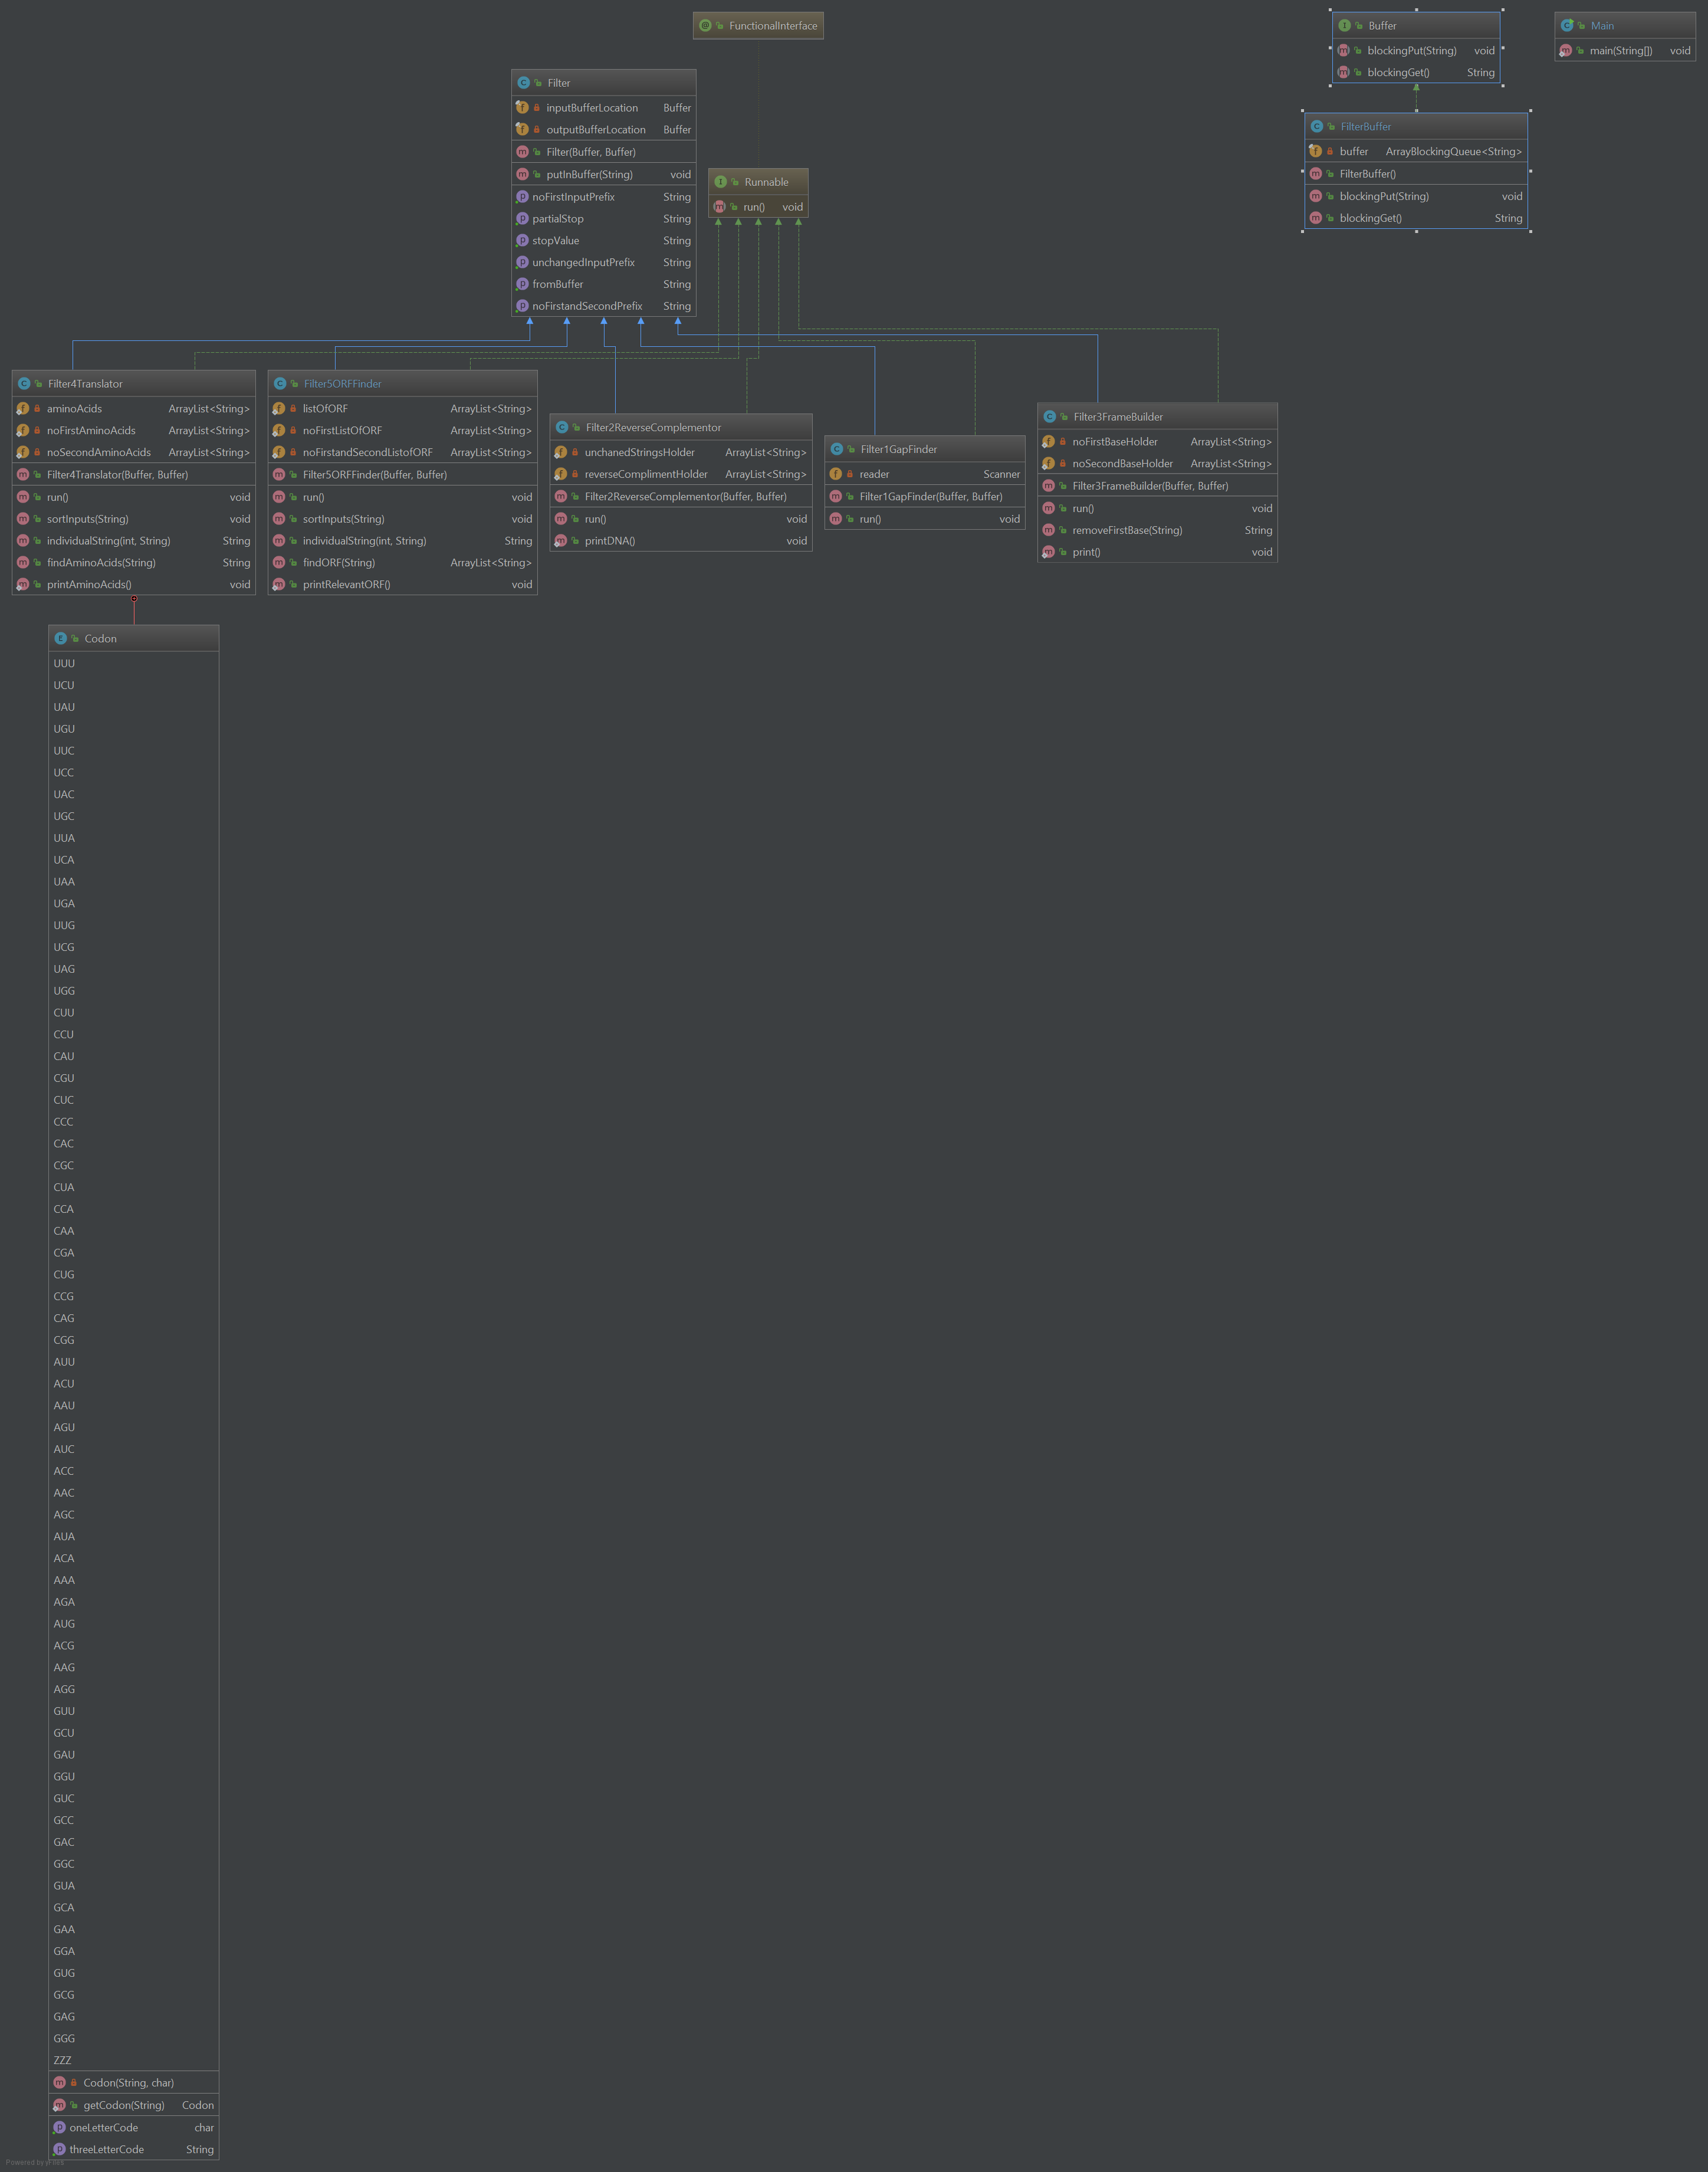 FunctionalInterface
Filter
inputBufferLocation Buffer
outputBufferLocation Buffer
Filter(Buffer, Buffer)
putInBuffer(String) void
noFirstInputPrefix String
partialStop String
stopValue String
unchangedInputPrefix String
fromBuffer String
noFirstandSecondPrefix String
Runnable
run() void
Buffer
blockingPut(String) void
blockingGet() String
FilterBuffer
buffer ArrayBlockingQueue<String>
FilterBuffer()
blockingPut(String) void
blockingGet() String
Main
main(String[]) void
Filter4Translator
aminoAcids ArrayList<String>
noFirstAminoAcids ArrayList<String>
noSecondAminoAcids ArrayList<String>
Filter4Translator(Buffer, Buffer)
run() void
sortInputs(String) void
individualString(int, String) String
findAminoAcids(String) String
printAminoAcids() void
Filter5ORFFinder
listOfORF ArrayList<String>
noFirstListOfORF ArrayList<String>
noFirstandSecondListofORF ArrayList<String>
Filter5ORFFinder(Buffer, Buffer)
run() void
sortInputs(String) void
individualString(int, String) String
findORF(String) ArrayList<String>
printRelevantORF() void
Filter2ReverseComplementor
unchanedStringsHolder ArrayList<String>
reverseComplimentHolder ArrayList<String>
Filter2ReverseComplementor(Buffer, Buffer)
run() void
printDNA() void
Filter1GapFinder
reader Scanner
Filter1GapFinder(Buffer, Buffer)
run() void
Filter3FrameBuilder
noFirstBaseHolder ArrayList<String>
noSecondBaseHolder ArrayList<String>
Filter3FrameBuilder(Buffer, Buffer)
run() void
removeFirstBase(String) String
print() void
Codon
UUU
UCU
UAU
UGU
UUC
UCC
UAC
UGC
UUA
UCA
UAA
UGA
UUG
UCG
UAG
UGG
CUU
CCU
CAU
CGU
CUC
CCC
CAC
CGC
CUA
CCA
CAA
CGA
CUG
CCG
CAG
CGG
AUU
ACU
AAU
AGU
AUC
ACC
AAC
AGC
AUA
ACA
AAA
AGA
AUG
ACG
AAG
AGG
GUU
GCU
GAU
GGU
GUC
GCC
GAC
GGC
GUA
GCA
GAA
GGA
GUG
GCG
GAG
GGG
ZZZ
Codon(String, char)
getCodon(String) Codon
oneLetterCode char
threeLetterCode String
Powered by yFiles